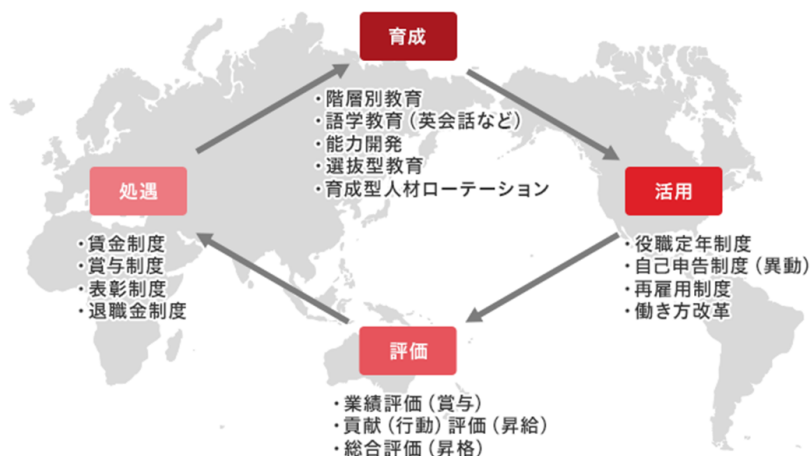 育成
・階層別教育
・語学教育（英会話など）
・能力開発
・選抜型教育
・育成型人材ローテーション
活用
・役職定年制度
・自己申告制度（異動）
・再雇用制度
・働き方改革
評価
・業績評価（賞与）
・貢献（行動）評価（昇給）
・総合評価（昇格）
処遇
・賃金制度
・賞与制度
・表彰制度
・退職金制度